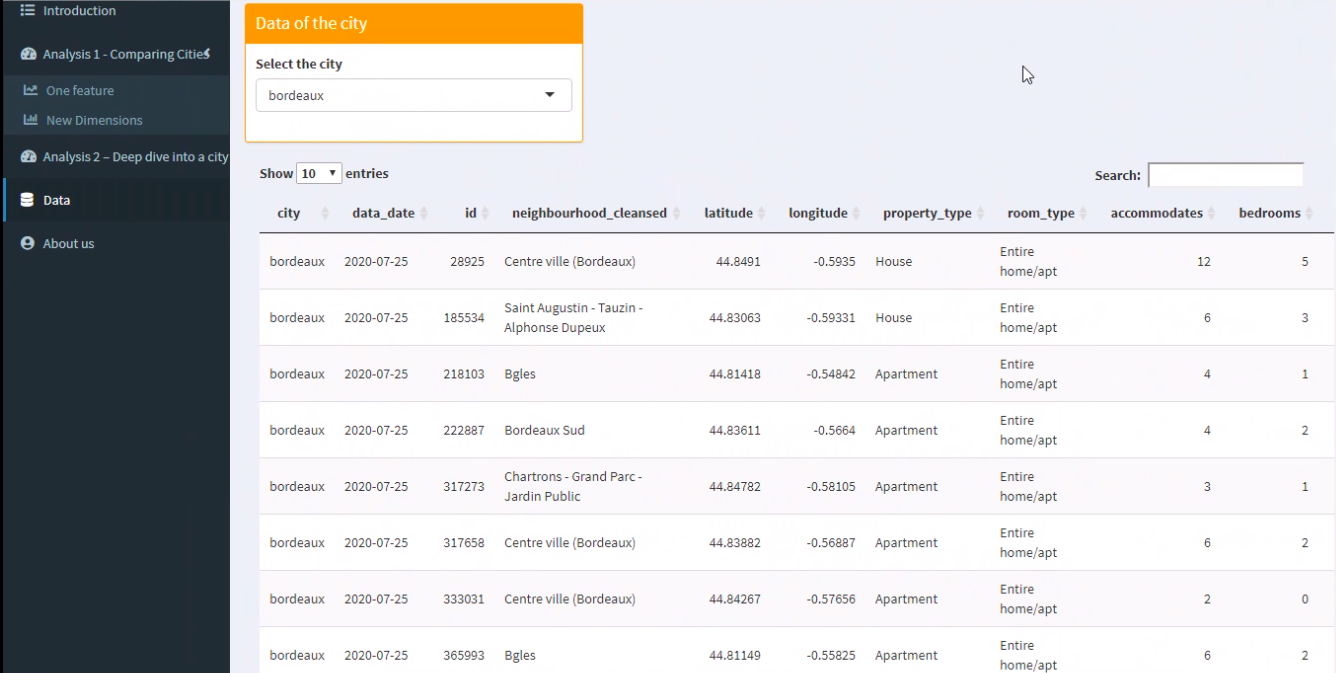 Introduction
Analysis 1 - Comparing Cities
One feature
New Dimensions
Analysis 2 – Deep dive into a city
Data
About us
Data of the city
Select the city
bordeaux
Show 10 entries
Search:
city data_date id neighbourhood_cleansed latitude longitude property_type room_type accommodates bedrooms
bordeaux 2020-07-25 28925 Centre ville (Bordeaux) 44.8491 -0.5935 House Entire 12 5
home/apt
bordeaux 2020-07-25 185534 Saint Augustin - Tauzin - 44.83063 -0.59331 House Entire 6 3
Alphonse Dupeux home/apt
bordeaux 2020-07-25 218103 Bgles 44.81418 -0.54842 Apartment Entire 4 1
home/apt
bordeaux 2020-07-25 222887 Bordeaux Sud 44.83611 -0.5664 Apartment Entire 4 2
home/apt
bordeaux 2020-07-25 317273 Chartrons - Grand Parc - 44.84782 -0.58105 Apartment Entire 3 1
Jardin Public home/apt
bordeaux 2020-07-25 317658 Centre ville (Bordeaux) 44.83882 -0.56887 Apartment Entire 6 2
home/apt
bordeaux 2020-07-25 333031 Centre ville (Bordeaux) 44.84267 -0.57656 Apartment Entire 2 0
home/apt
bordeaux 2020-07-25 365993 Bgles 44.81149 -0.55825 Apartment Entire 6 2
home/apt